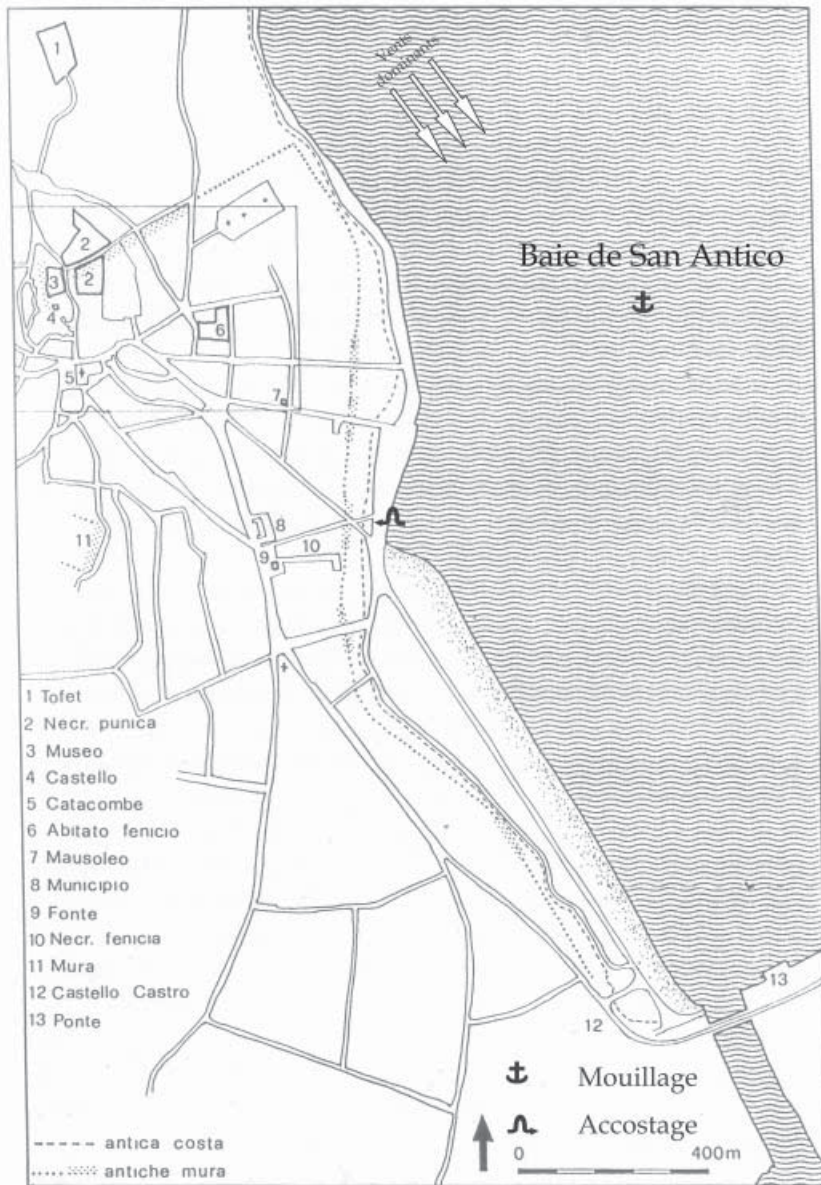 1
Vents
dominants
2
2
3
4
Baie de San Antico
6
5
7
8
11
9
10
1 Tofet
2 Necr. punica
3 Museo
4 Castello
5 Catacombe
6 Abitato fenicio
7 Mausoleo
8 Municipio
9 Fonte
10 Necr. fenicia
11 Mura
12 Castello Castro
13 Ponte
13
12
Mouillage
Accostage
antica costa
antiche mura
0 400m